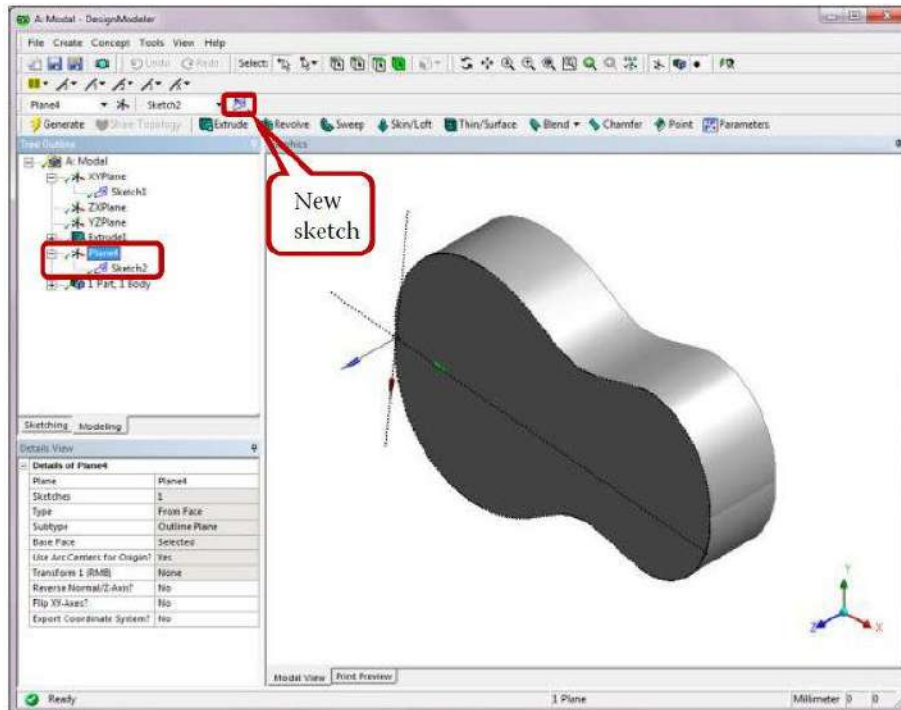 A: Modal - DesignModeler
File Create Concept Tools View Help
Undo Redo Select:
Plane4 Sketch2
Generate Share Topology Extrude Revolve Sweep Skin/Loft Thin/Surface Blend Chamfer Point Parameters
Tree Outline
A: Modal
XYPlane
Sketch1
ZXPlane
YZPlane
Extrude1
Plane4
Sketch2
1 Part, 1 Body
Sketching Modeling
Details View
Details of Plane4
Plane Plane4
Sketches 1
Type From Face
Subtype Outline Plane
Base Face Selected
Use Arc Centers for Origin? Yes
Transform 1 (RMB) None
Reverse Normal/Z-Axis? No
Flip XY-Axes? No
Export Coordinate System? No
New
sketch
Y
Z X
Model View Print Preview
Ready 1 Plane Millimeter 0 0